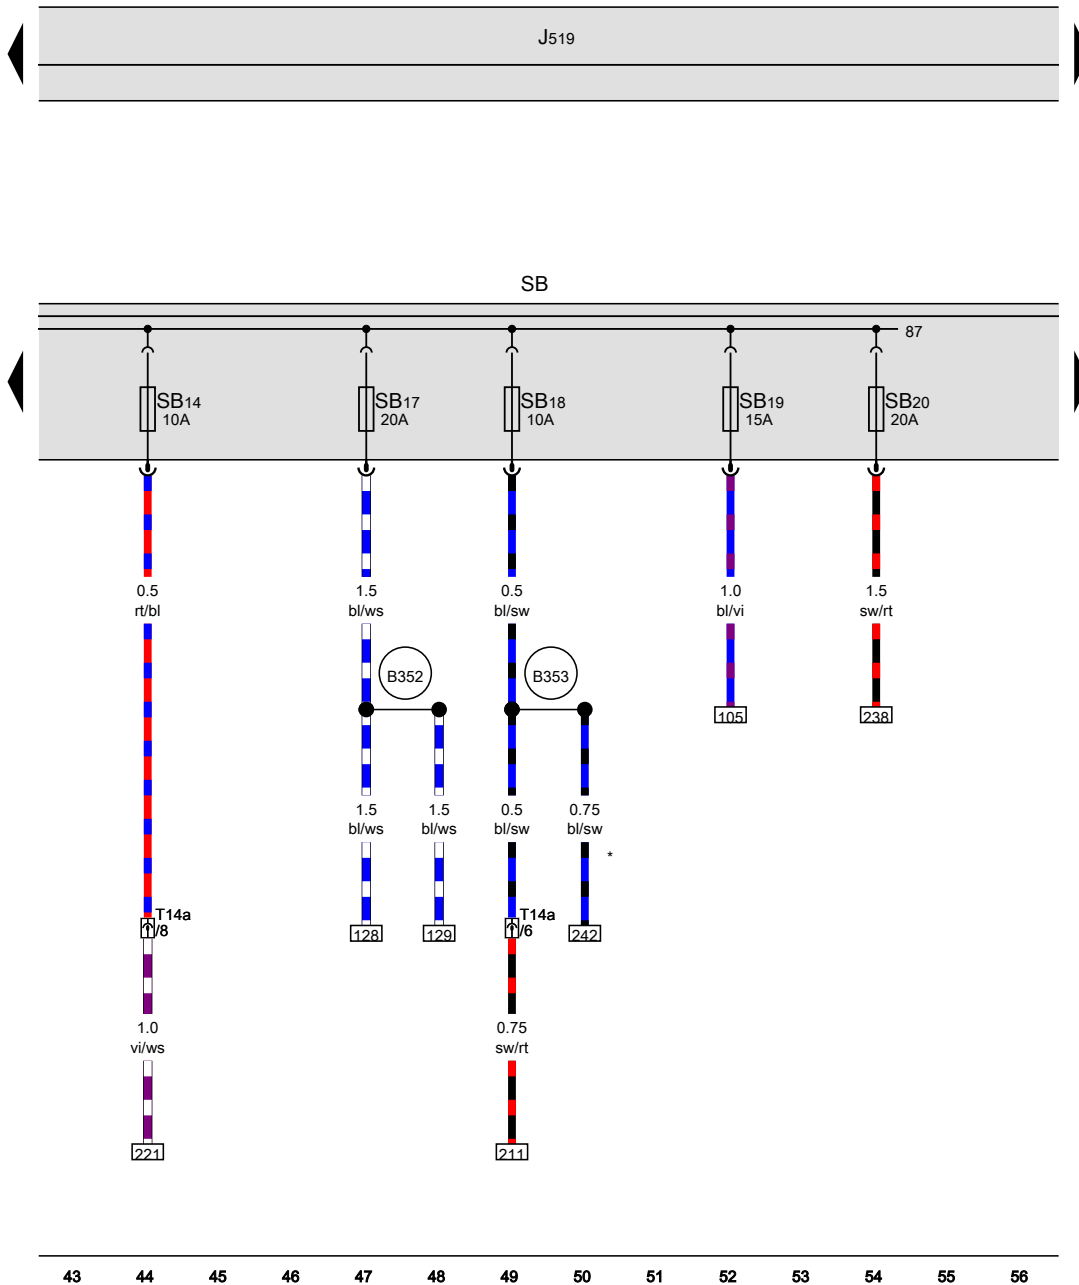 J519
SB
87
SB14
10A
SB17
20A
SB18
10A
SB19
15A
SB20
20A
0.5
rt/bl
1.5
bl/ws
0.5
bl/sw
1.0
bl/vi
1.5
sw/rt
B352
B353
105
238
1.5
bl/ws
1.5
bl/ws
0.5
bl/sw
0.75
bl/sw
*
T14a
/8
128
129
T14a
/6
242
1.0
vi/ws
0.75
sw/rt
221
211
43 44 45 46 47 48 49 50 51 52 53 54 55 56